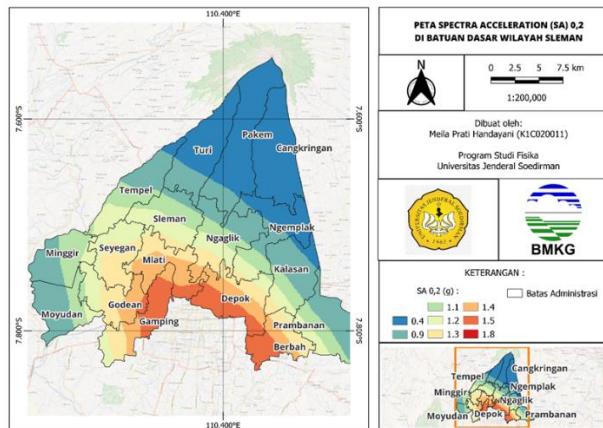 110.400°E
7.600°S
7.600°S
Pakem
Turi
Cangkringan
Tempel
Sleman
Ngemplak
Ngaglik
Minggir
Seyegan
Kalasan
Mlati
Moyudan
Godean
Depok
Gamping
Prambanan
7.800°S
7.800°S
Berbah
110.400°E
PETA SPECTRA ACCELERATION (SA) 0,2
DI BATUAN DASAR WILAYAH SLEMAN
N
0 2.5 5 7.5 km
1:200,000
Dibuat oleh:
Meila Prati Handayani (K1C020011)
Program Studi Fisika
Universitas Jenderal Soedirman
BMKG
KETERANGAN :
SA 0,2 (g) :
Batas Administrasi
1.1 1.4
0.4 1.2 1.5
0.9 1.3 1.8
Cangkringan
Tempel
Ngemplak
Minggir
Ngaglik
Moyudan
Depok
Prambanan